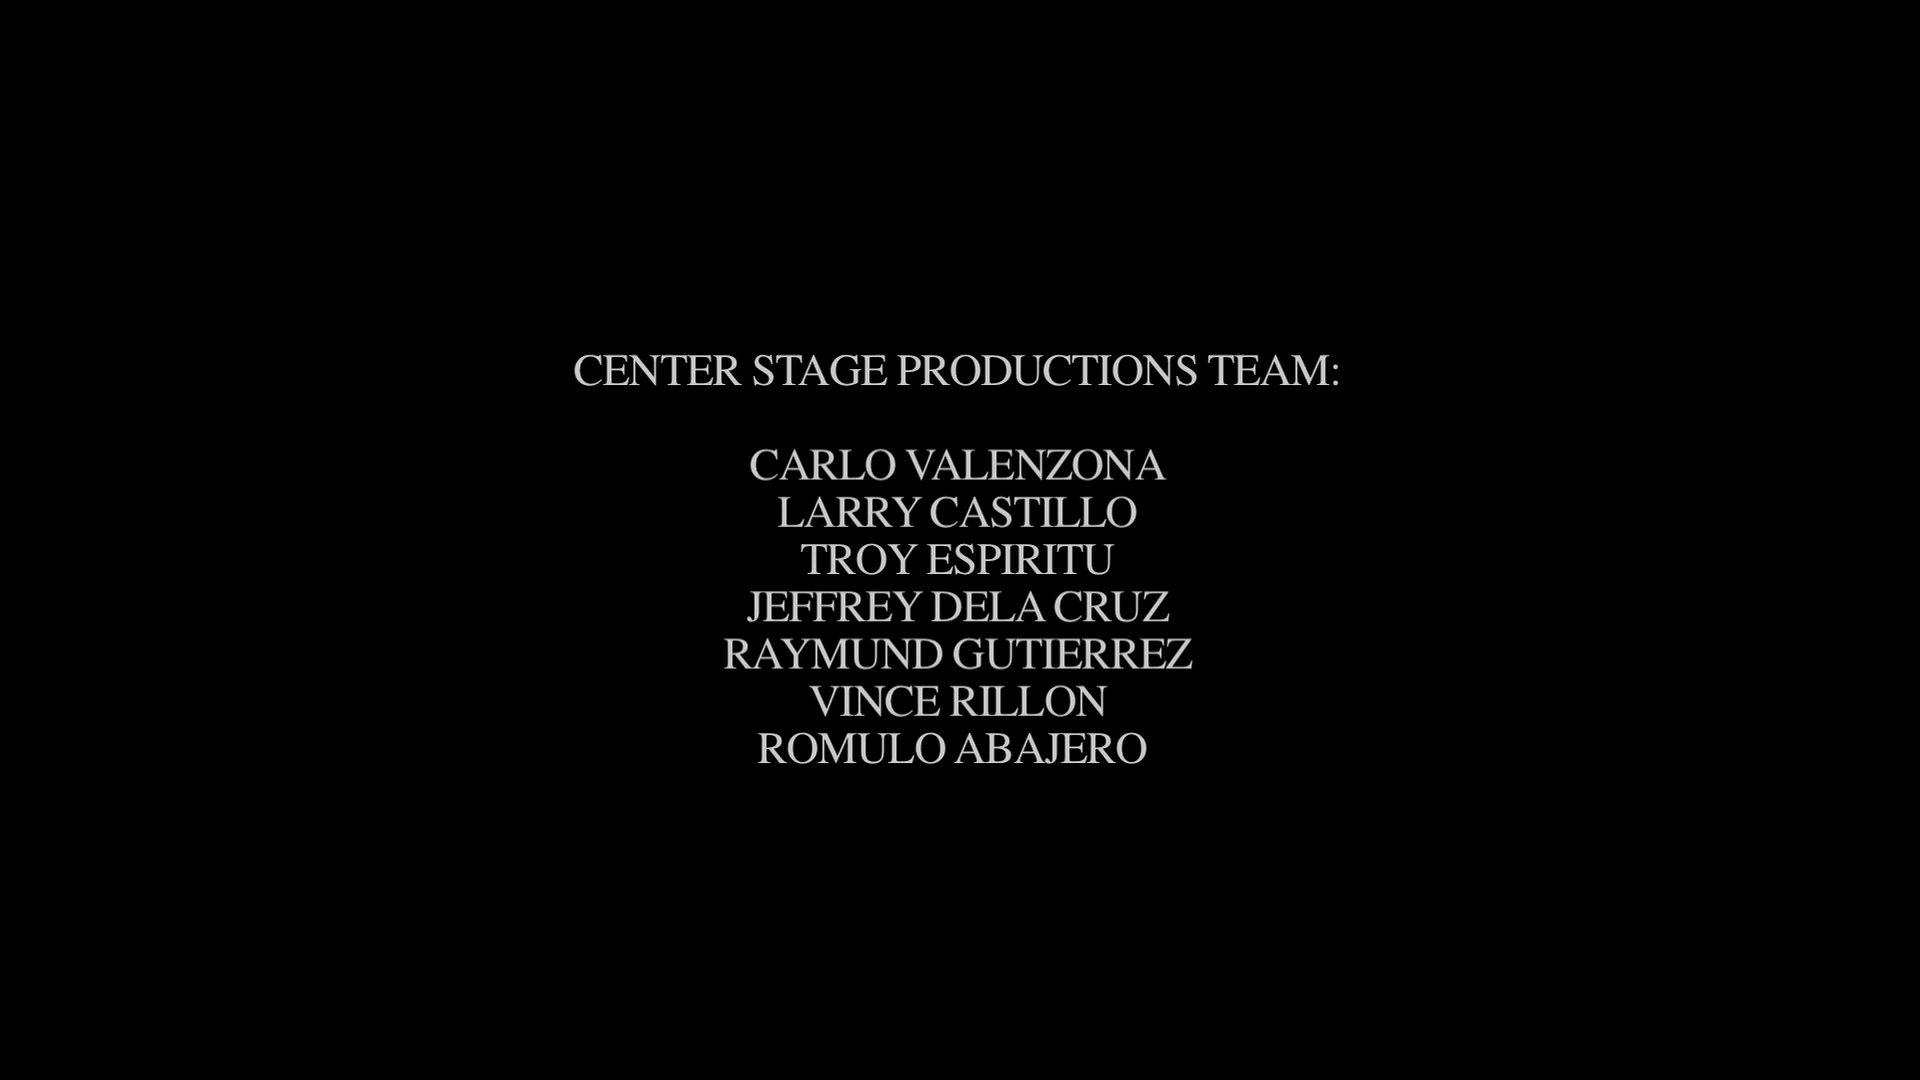 CENTER STAGE PRODUCTIONS TEAM:
CARLO VALENZONA
LARRY CASTILLO
TROY ESPIRITU
JEFFREY DELA CRUZ
RAYMUND GUTIERREZ
VINCE RILLON
ROMULO ABAJERO